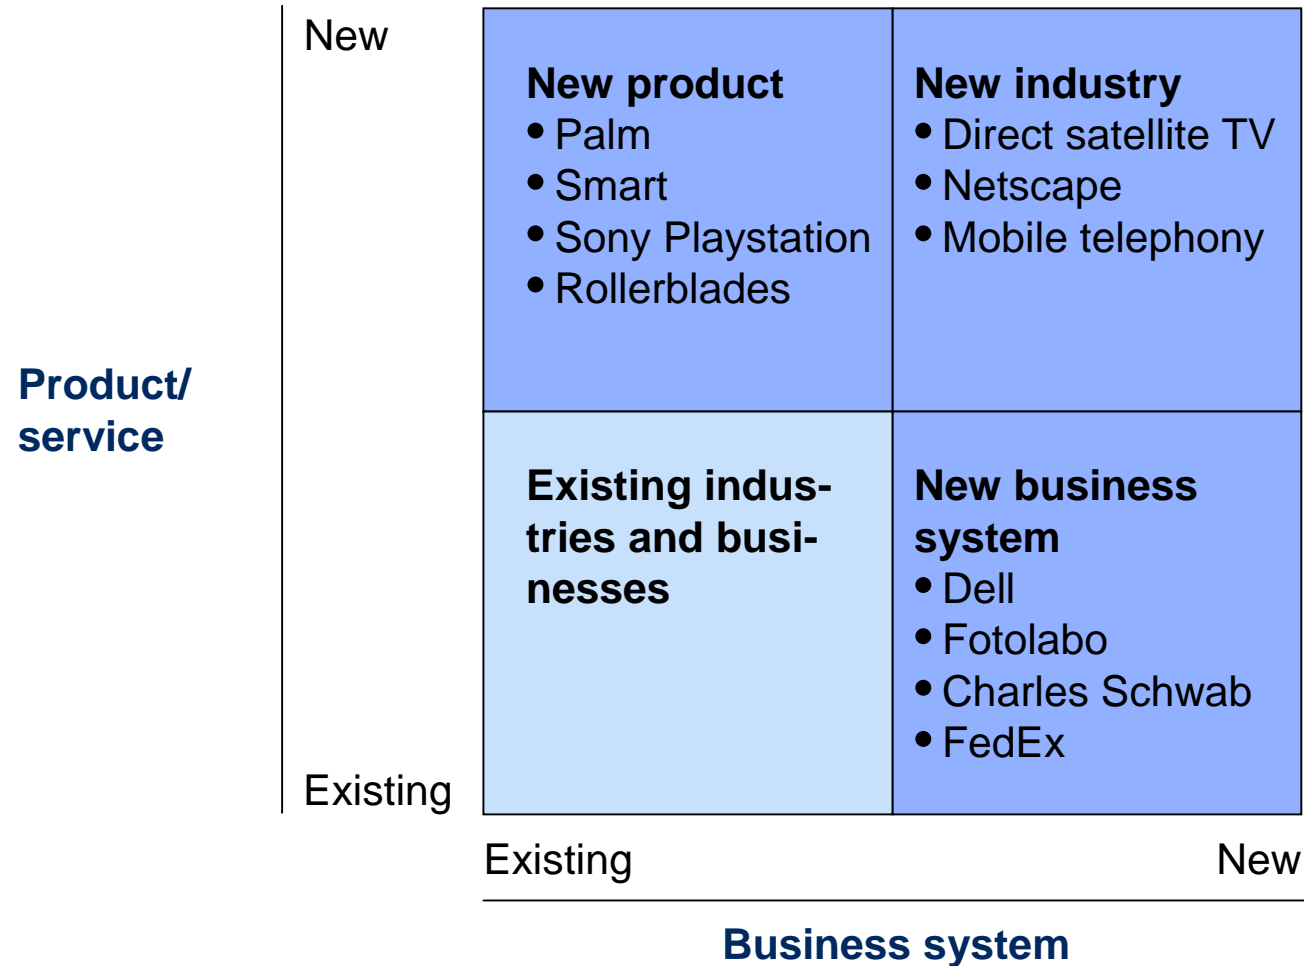 New
New product
• Palm
• Smart
• Sony Playstation
• Rollerblades
New industry
• Direct satellite TV
• Netscape
• Mobile telephony
Product/
service
Existing indus-
tries and busi-
nesses
New business
system
• Dell
• Fotolabo
• Charles Schwab
• FedEx
Existing
Existing
New
Business system